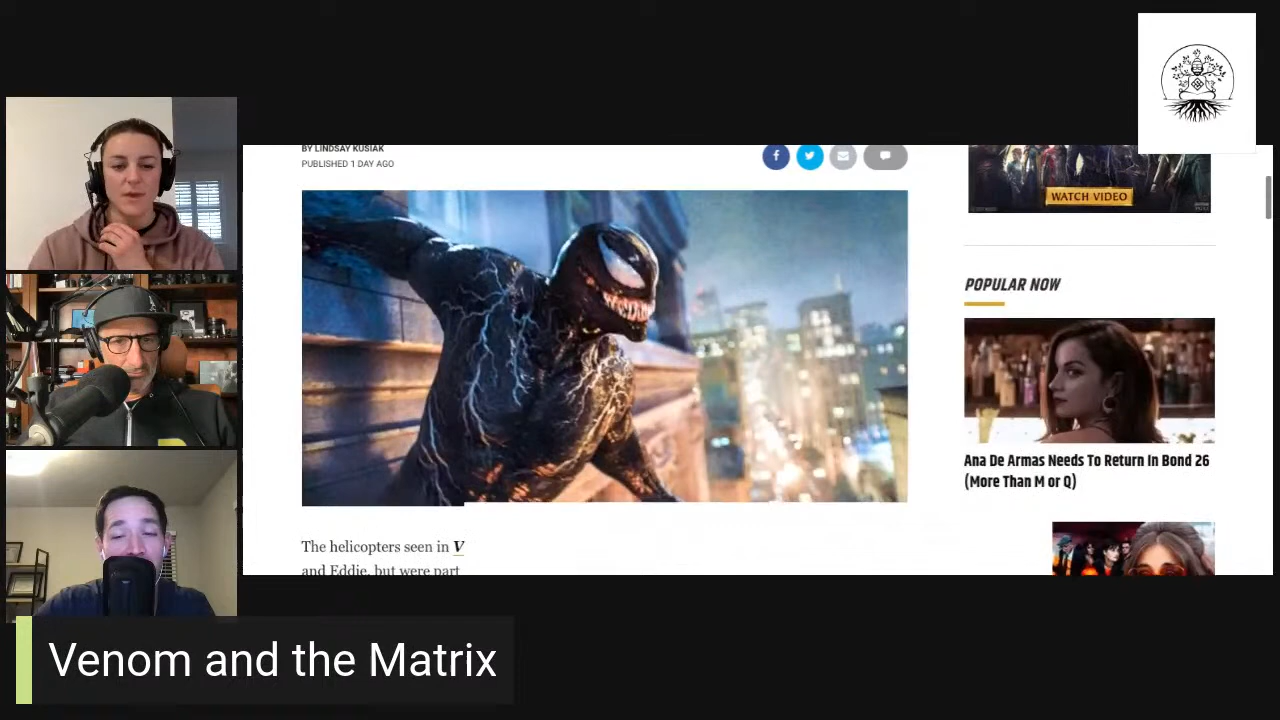 BY LINDSAY KUSIAK
PUBLISHED 1 DAY AGO
WATCH VIDEO
POPULAR NOW
Ana De Armas Needs To Return In Bond 26
(More Than M or Q)
The helicopters seen in V
and Eddie, but were part
Venom and the Matrix